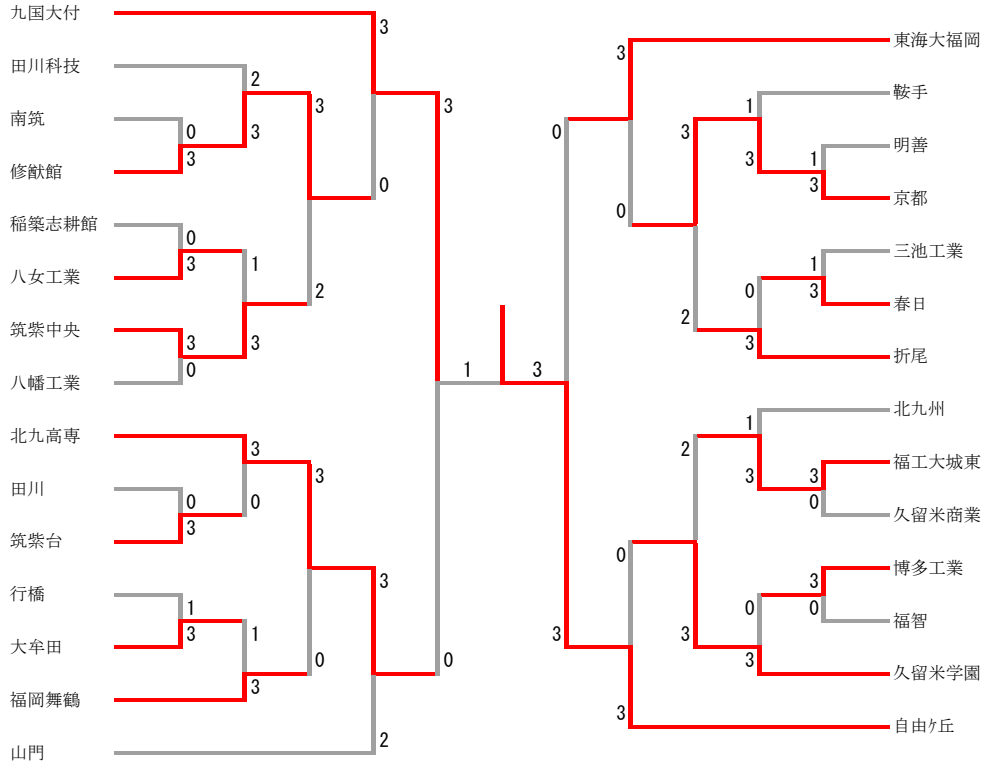 九国大付
田川科技
南筑
修猷館
稲築志耕館
八女工業
筑紫中央
八幡工業
北九高専
田川
筑紫台
行橋
大牟田
福岡舞鶴
山門
3
2
0
3
3
3
0
0
3
1
3
3
0
2
3
1
3
0
0
3
3
0
1
3
1
3
0
3
0
2
3
0
3
0
1
3
3
1
3
2
1
3
0
3
2
1
3
3
0
0
3
3
0
3
0
3
東海大福岡
鞍手
明善
京都
三池工業
春日
折尾
北九州
福工大城東
久留米商業
博多工業
福智
久留米学園
自由ケ丘